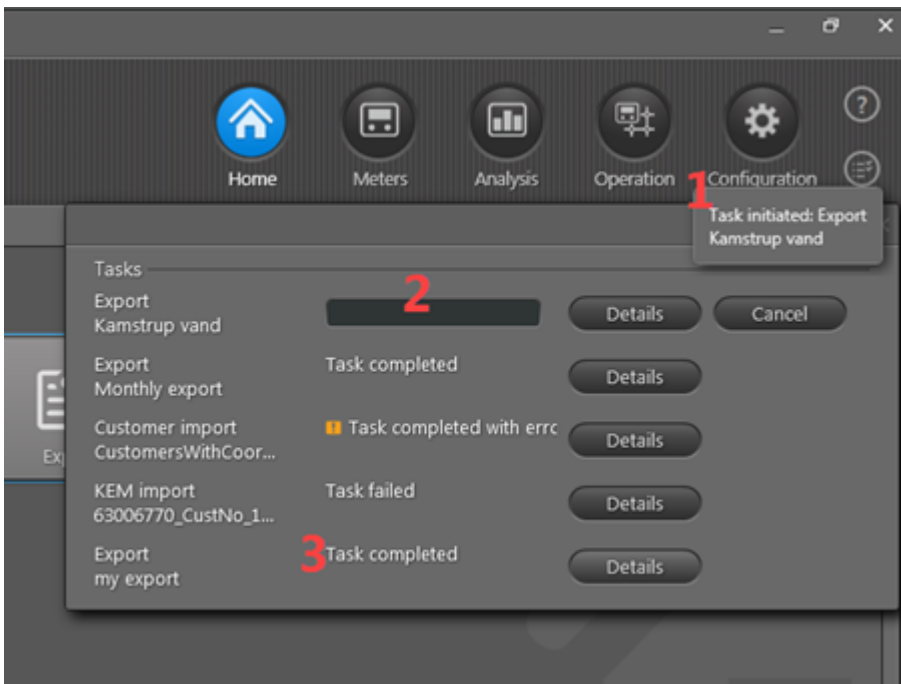 Home Meters Analysis Operation Configuration
?
1
Task initiated: Export
Kamstrup vand
Tasks
Export
Kamstrup vand
2
Details Cancel
Export
Monthly export
Task completed
Details
Customer import
CustomersWithCoor...
! Task completed with erro
Details
KEM import
63006770_CustNo_1...
Task failed
Details
Export
my export
3
Task completed
Details